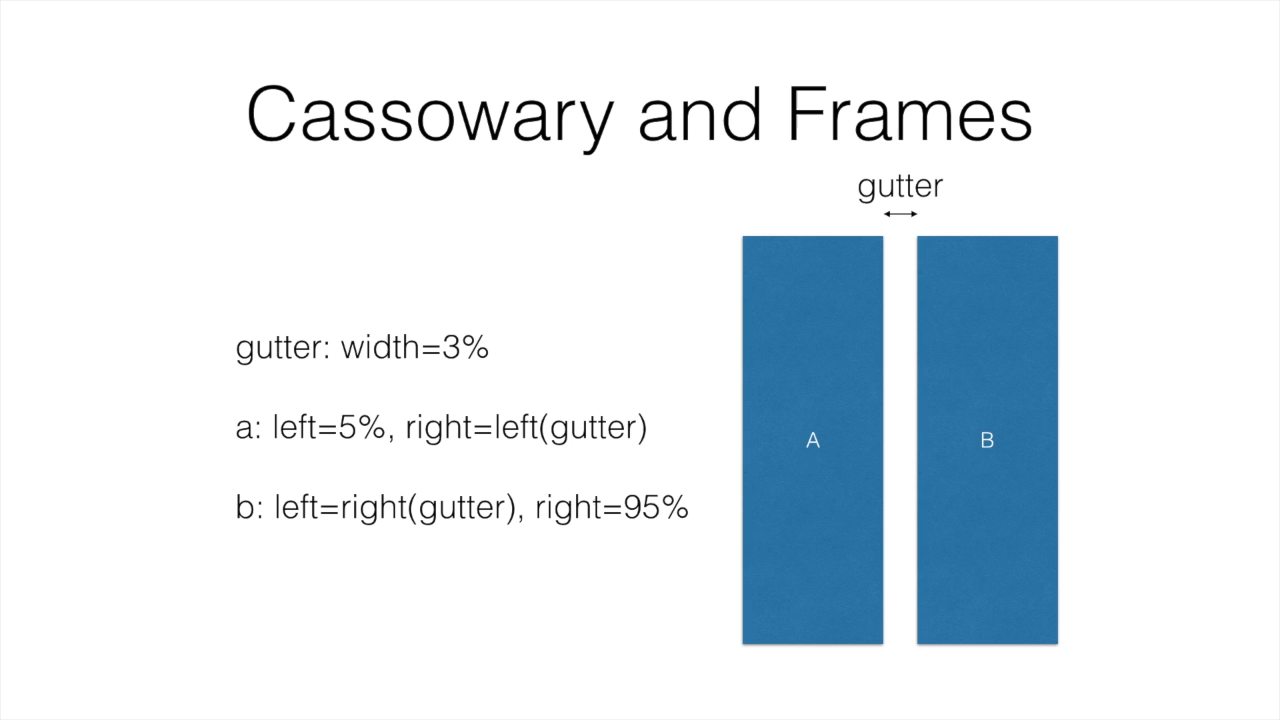 Cassowary and Frames
gutter
gutter: width=3%
a: left=5%, right=left(gutter)
b: left=right(gutter), right=95%
A
B